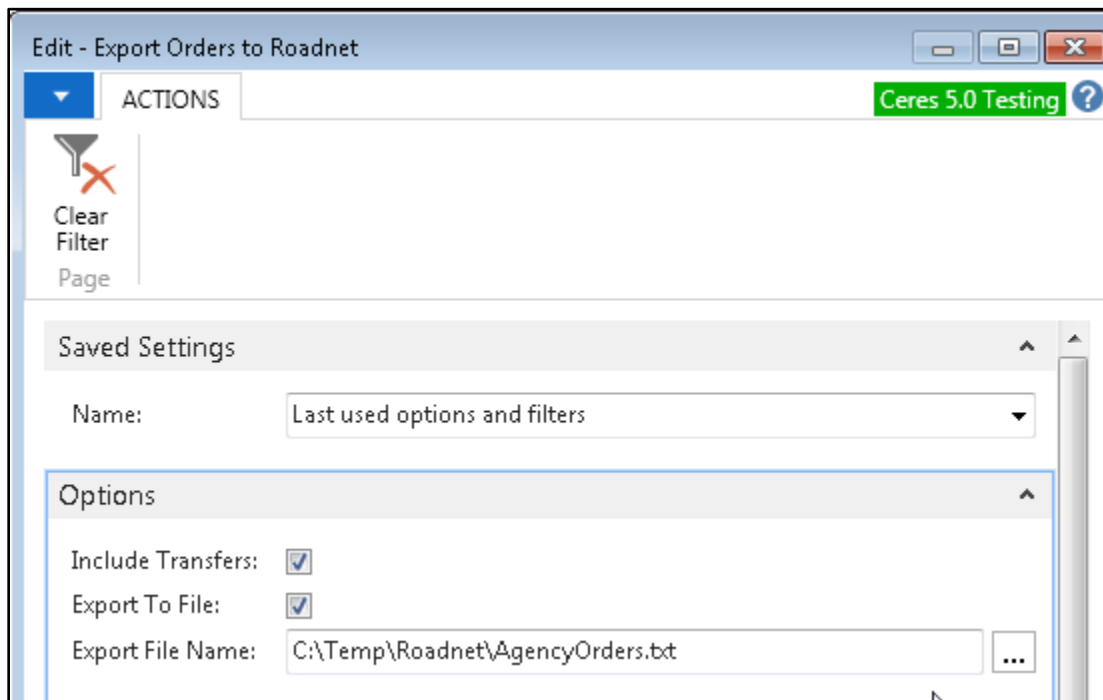 Edit - Export Orders to Roadnet
ACTIONS
Ceres 5.0 Testing
?
Clear
Filter
Page
Saved Settings
Name: Last used options and filters
Options
Include Transfers:
Export To File:
Export File Name: C:\Temp\Roadnet\AgencyOrders.txt ...